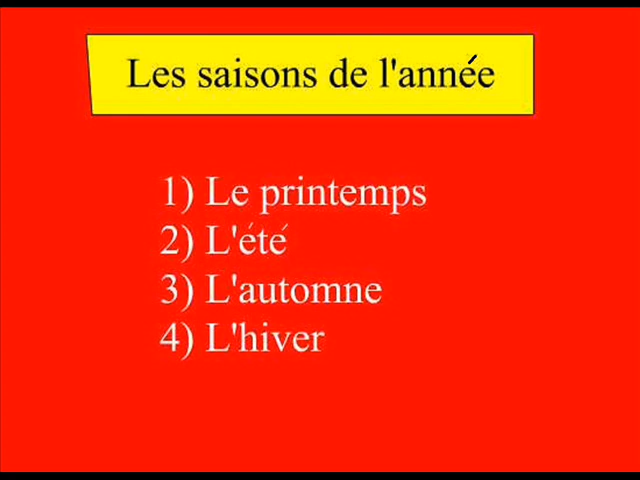 Les saisons de l'année
1) Le printemps
2) L'été
3) L'automne
4) L'hiver